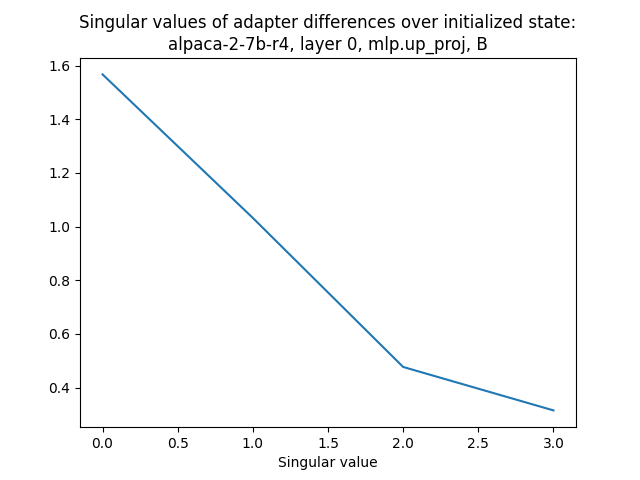 Singular values of adapter differences over initialized state:
alpaca-2-7b-r4, layer 0, mlp.up_proj, B
1.6
1.4
1.2
1.0
0.8
0.6
0.4
0.0 0.5 1.0 1.5 2.0 2.5 3.0
Singular value